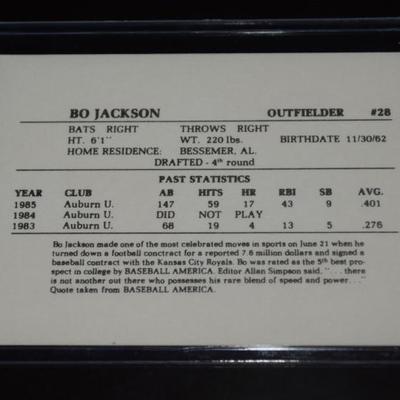 BO JACKSON OUTFIELDER #28
BATS RIGHT THROWS RIGHT
HT. 6'1" WT. 220 lbs. BIRTHDATE 11/30/62
HOME RESIDENCE: BESSEMER, AL.
DRAFTED - 4th round
PAST STATISTICS
YEAR CLUB AB HITS HR RBI SB AVG.
1985 Auburn U. 147 59 17 43 9 .401
1984 Auburn U. DID NOT PLAY
1983 Auburn U. 68 19 4 13 5 .276
Bo Jackson made one of the most celebrated moves in sports on June 21 when he
turned down a football conctract for a reported 7.6 million dollars and signed a
baseball contract with the Kansas City Royals. Bo was rated as the 5th best pro-
spect in college by BASEBALL AMERICA. Editor Allan Simpson said, "... there
is not another out there who possesses his rare blend of speed and power..."
Quote taken from BASEBALL AMERICA.